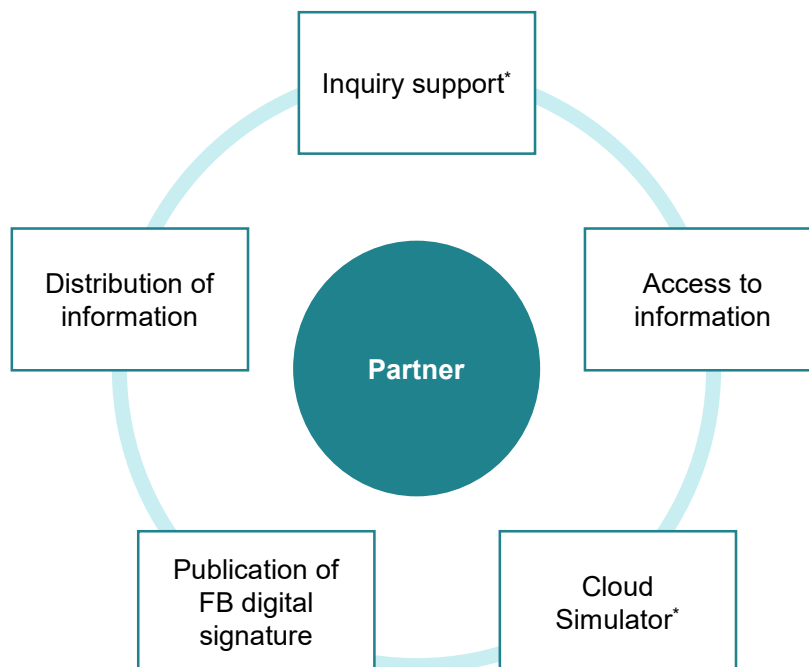 Inquiry support*
Distribution of
information
Access to
information
Partner
Publication of
FB digital
signature
Cloud
Simulator*